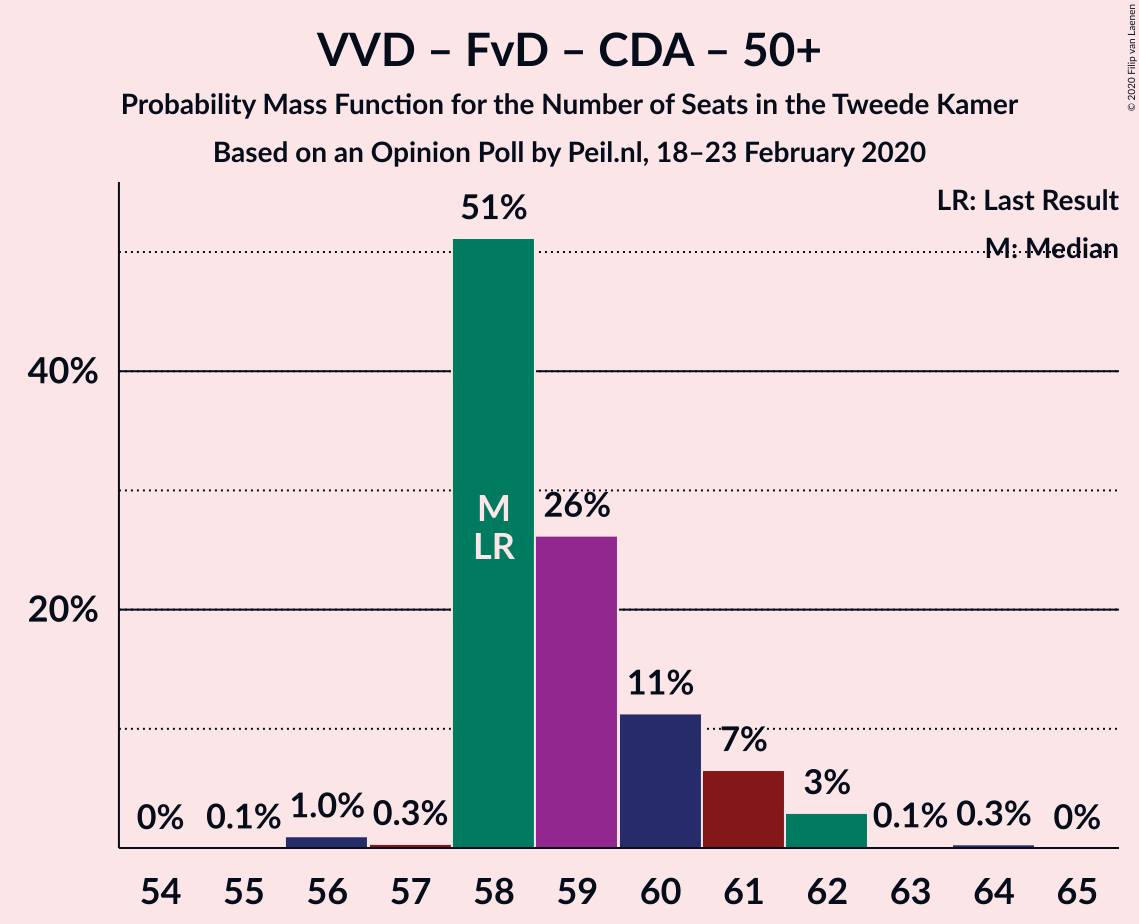 VVD – FvD – CDA – 50+
Probability Mass Function for the Number of Seats in the Tweede Kamer
Based on an Opinion Poll by Peil.nl, 18–23 February 2020
© 2020 Filip van Laenen
LR: Last Result
M: Median
51%
40%
M
LR
26%
20%
11%
7%
3%
0%
0.1%
1.0%
0.3%
0.1%
0.3%
0%
54 55 56 57 58 59 60 61 62 63 64 65